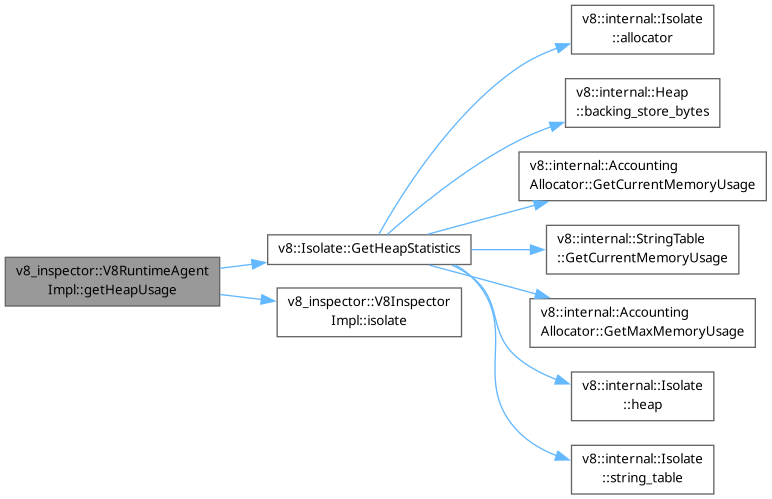 v8_inspector::V8RuntimeAgent
Impl::getHeapUsage
v8::Isolate::GetHeapStatistics
v8_inspector::V8Inspector
Impl::isolate
v8::internal::Isolate
::allocator
v8::internal::Heap
::backing_store_bytes
v8::internal::Accounting
Allocator::GetCurrentMemoryUsage
v8::internal::StringTable
::GetCurrentMemoryUsage
v8::internal::Accounting
Allocator::GetMaxMemoryUsage
v8::internal::Isolate
::heap
v8::internal::Isolate
::string_table